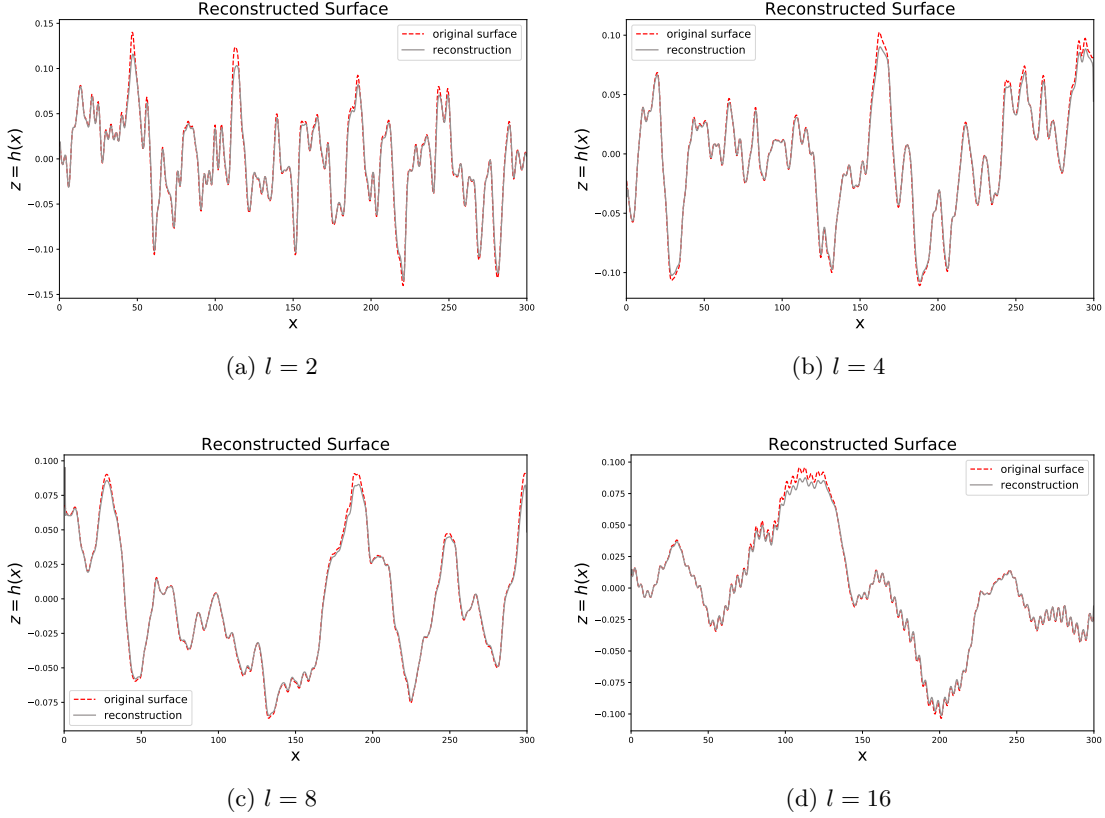 Reconstructed Surface
original surface
reconstruction
z = h(x)
0.15
0.10
0.05
0.00
−0.05
−0.10
−0.15
0 50 100 150 200 250 300
x
(a) l = 2
Reconstructed Surface
original surface
reconstruction
z = h(x)
0.10
0.05
0.00
−0.05
−0.10
0 50 100 150 200 250 300
x
(b) l = 4
Reconstructed Surface
z = h(x)
0.100
0.075
0.050
0.025
0.000
−0.025
−0.050
−0.075
original surface
reconstruction
0 50 100 150 200 250 300
x
(c) l = 8
Reconstructed Surface
original surface
reconstruction
z = h(x)
0.100
0.075
0.050
0.025
0.000
−0.025
−0.050
−0.075
−0.100
0 50 100 150 200 250 300
x
(d) l = 16